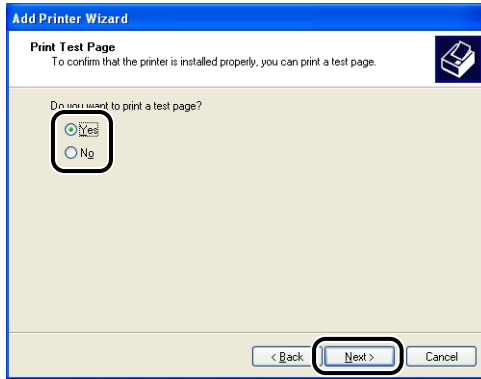 Add Printer Wizard
Print Test Page
To confirm that the printer is installed properly, you can print a test page.
Do you want to print a test page?
Yes
No
< Back
Next >
Cancel